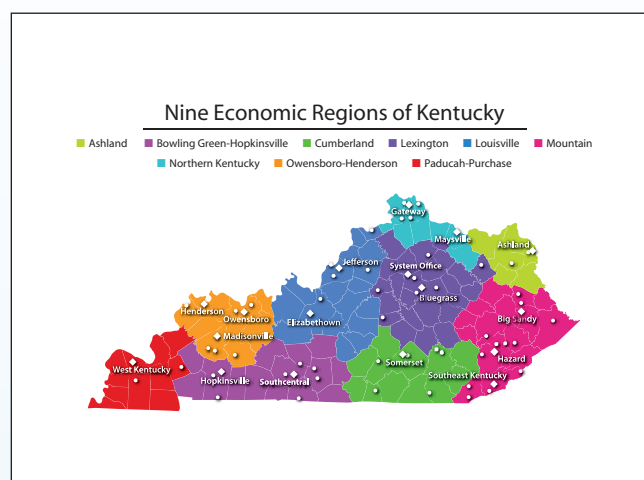 Nine Economic Regions of Kentucky
Ashland Bowling Green-Hopkinsville Cumberland Lexington Louisville Mountain
Northern Kentucky Owensboro-Henderson Paducah-Purchase
Gateway
Maysville
Ashland
Jefferson
System Office
Bluegrass
Henderson
Owensboro
Big Sandy
Elizabethown
Madisonville
Hazard
Somerset
West Kentucky
Hopkinsville
Southcentral
Southeast Kentucky